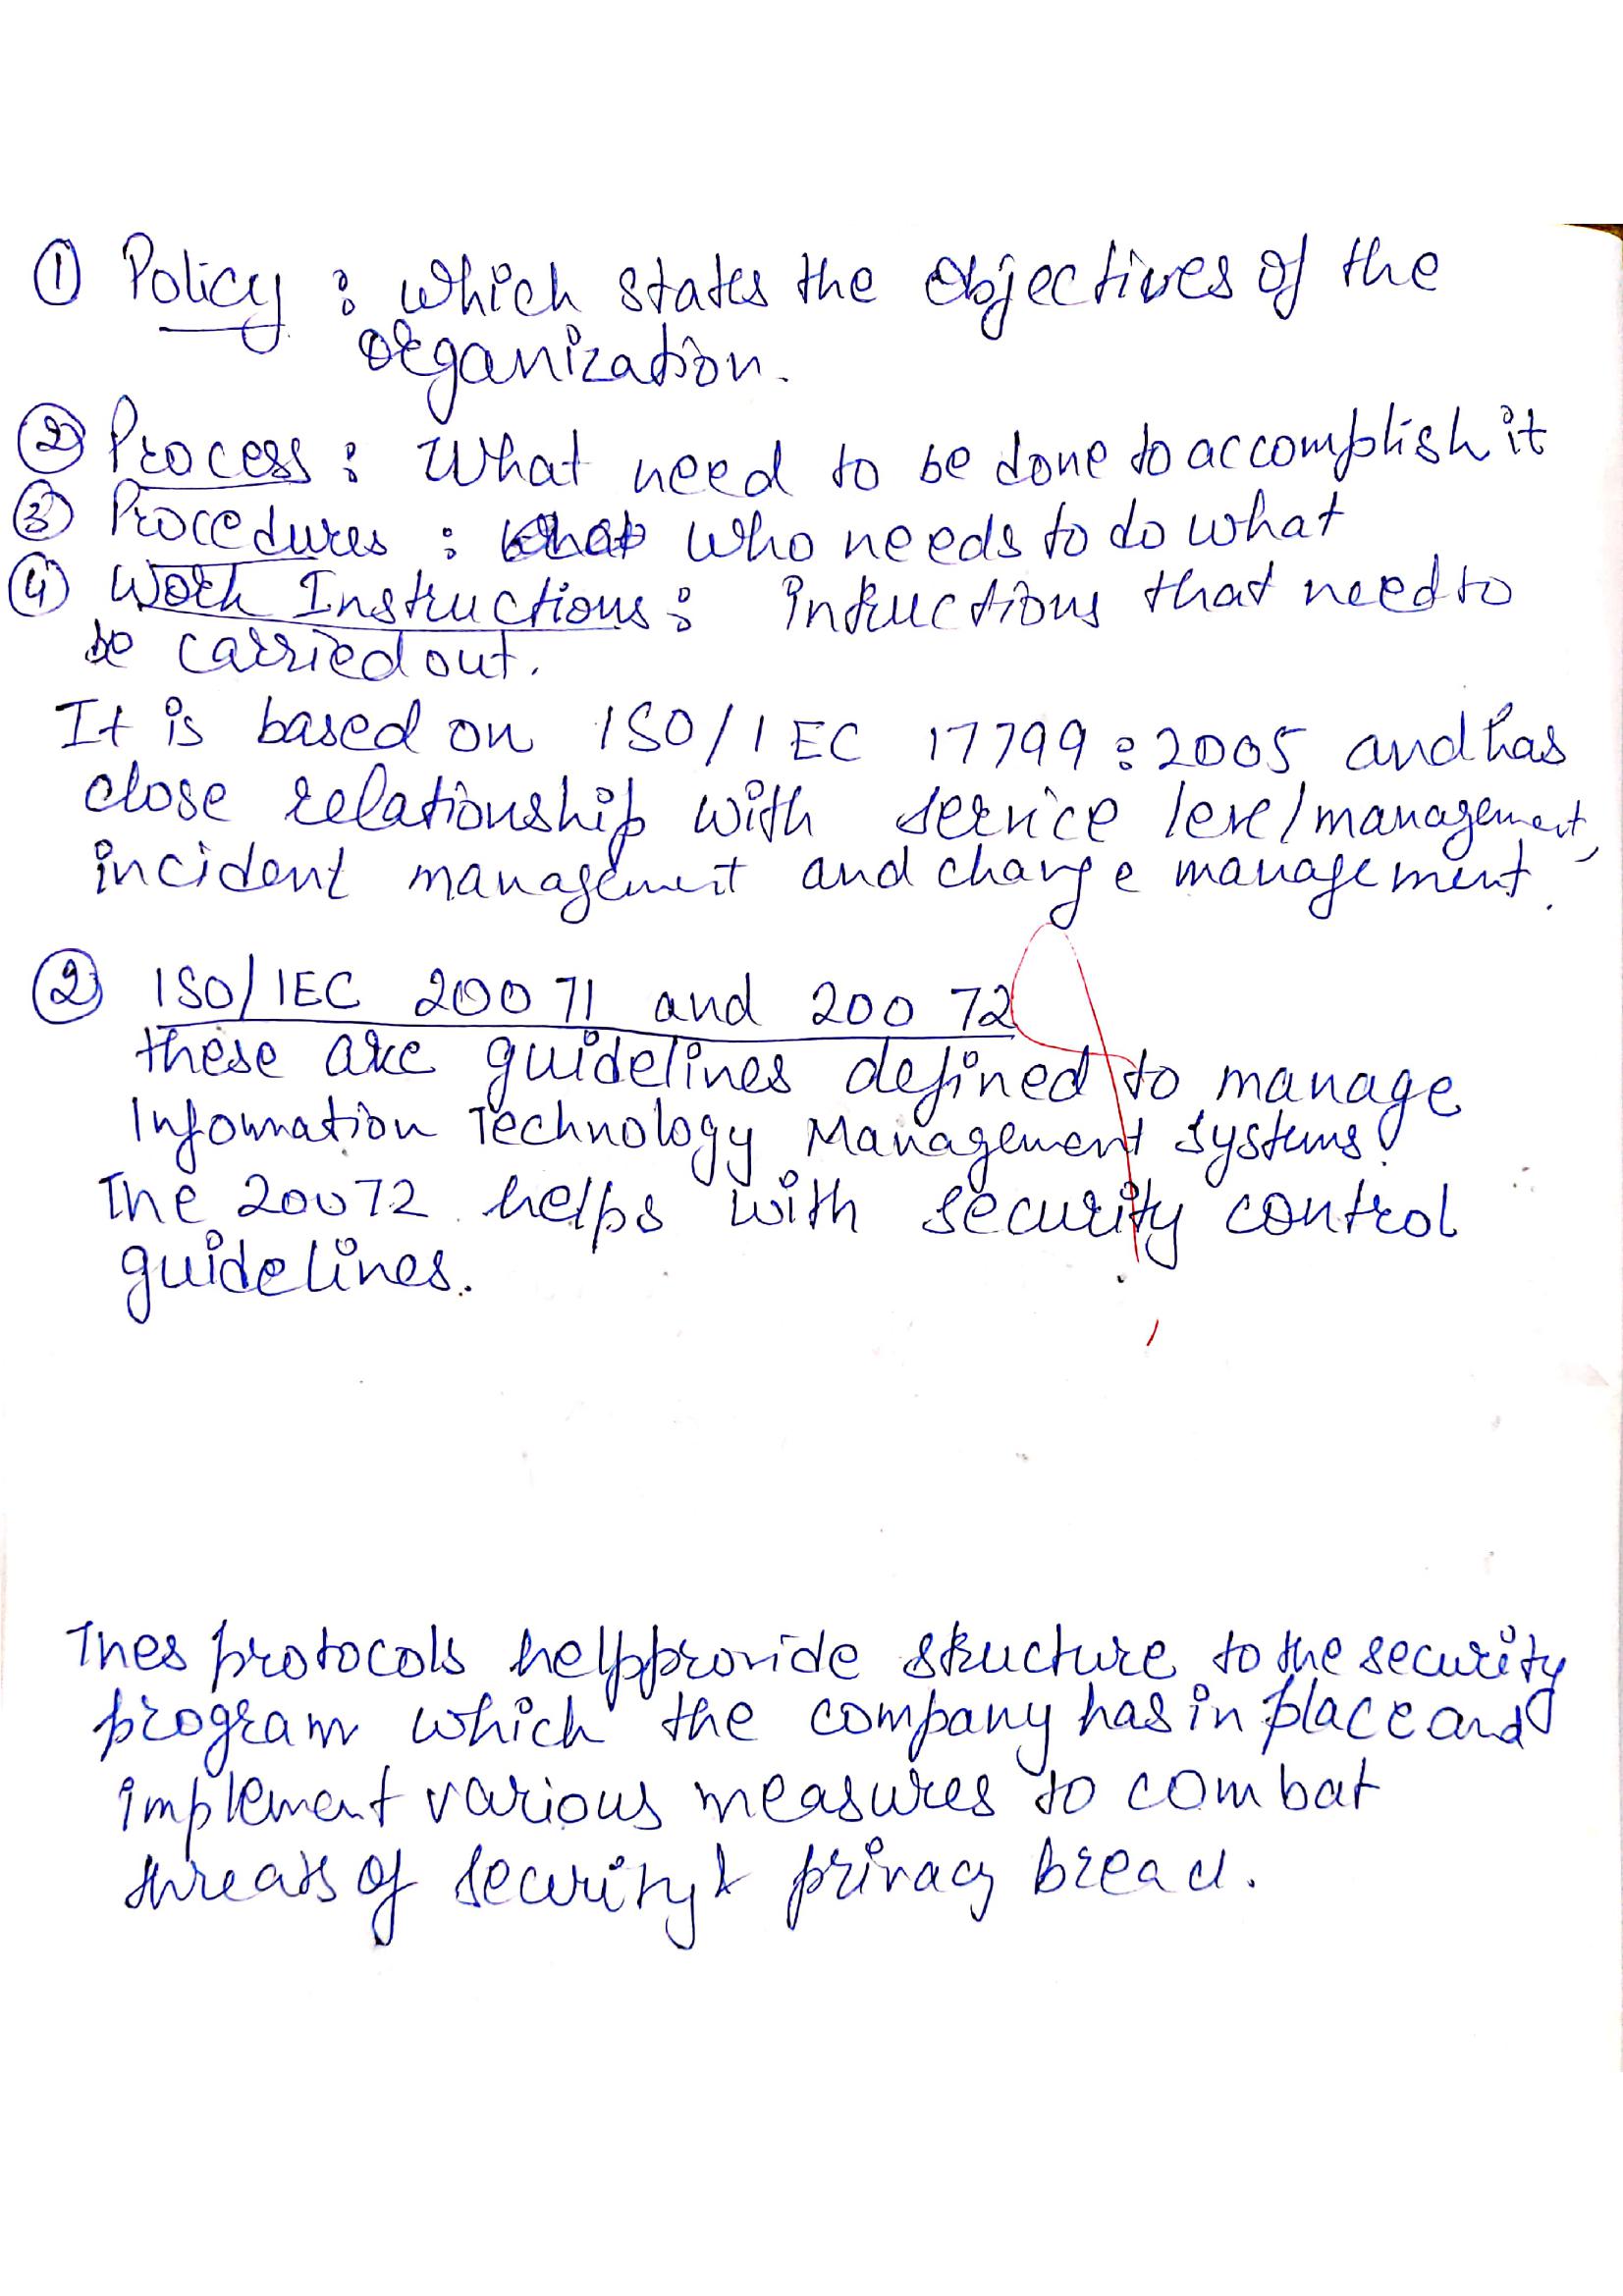 ① Policy : which states the objectives of the
organization.
② Process : What need to be done to accomplish it
③ Procedures : who needs to do what
④ Work Instructions : intructions that need to
be carried out.
It is based on ISO/IEC 17799 : 2005 and has
close relationship with service level management,
incident management and change management.
② ISO/IEC 20071 and 20072
these are guidelines defined to manage
Information Technology Management systems.
The 20072 helps with security control
guidelines.
Thes protocols help provide structure to the security
program which the company has in place and
implement various measures to combat
threats of security & privacy breach.